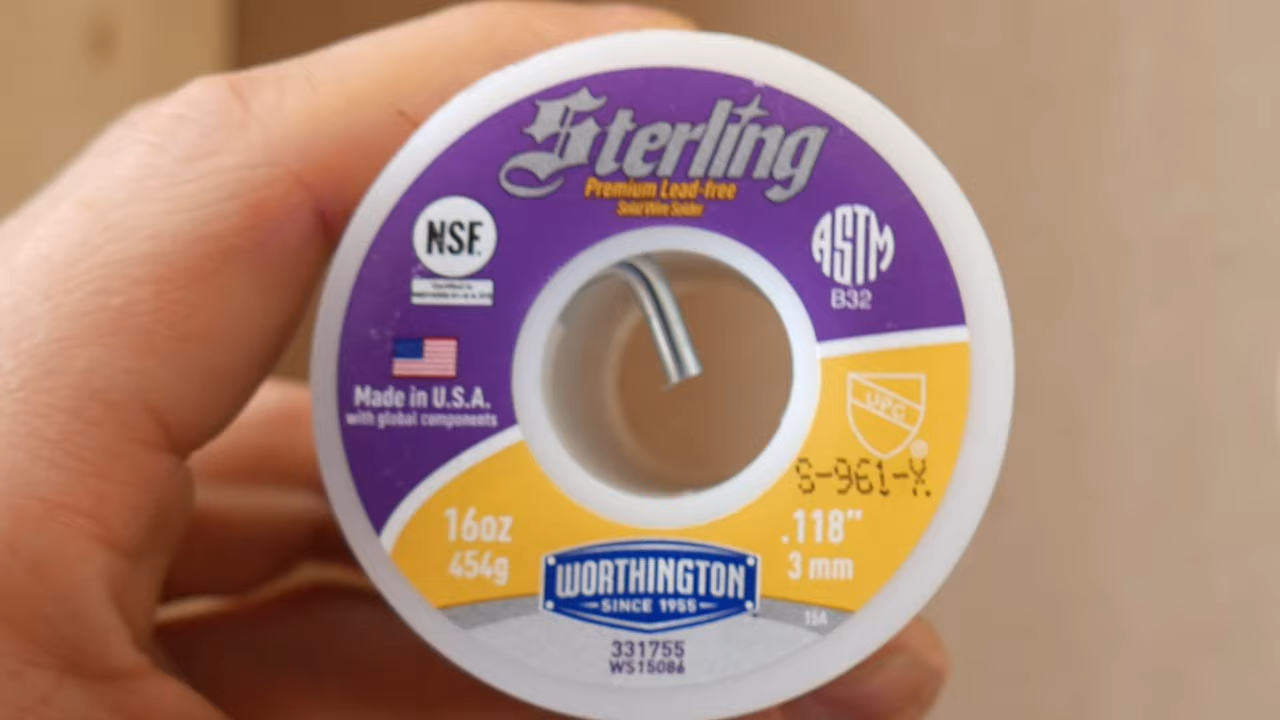 Sterling
Premium Lead-free
Solid Wire Solder
NSF.
ASTM
B32
Made in U.S.A.
with global components
UPC
®
S-961-X
16oz
454g
.118"
3 mm
WORTHINGTON
SINCE 1955
15A
331755
WS15086